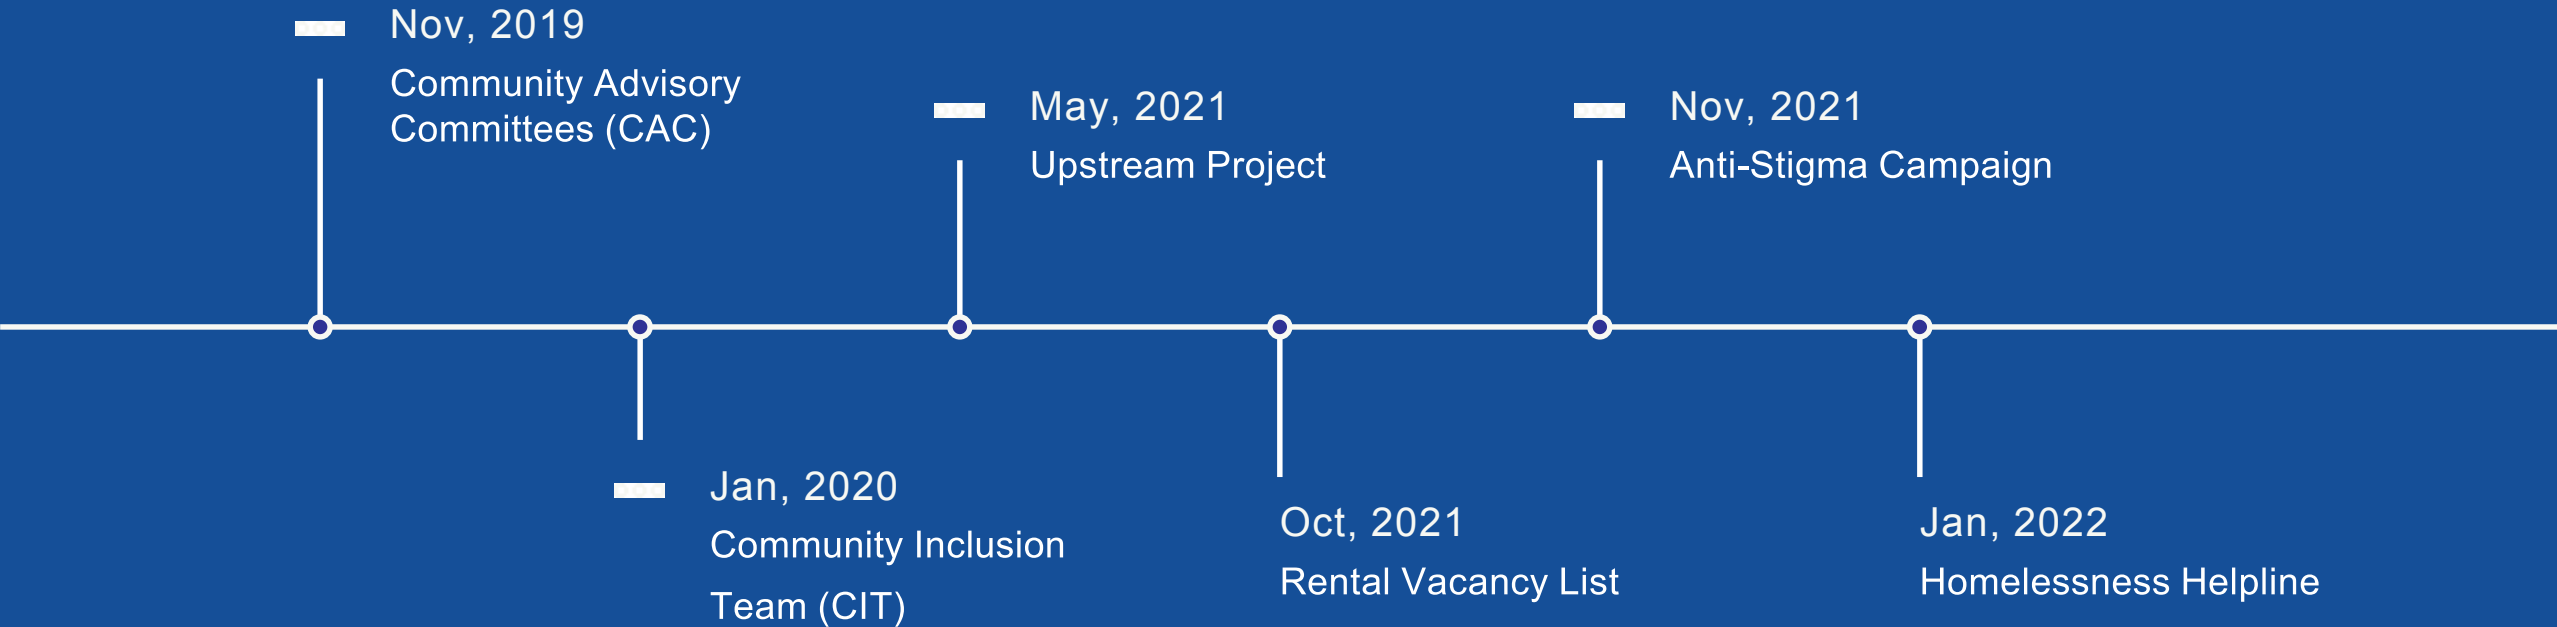 Nov, 2019
Community Advisory
Committees (CAC)
Jan, 2020
Community Inclusion
Team (CIT)
May, 2021
Upstream Project
Oct, 2021
Rental Vacancy List
Nov, 2021
Anti-Stigma Campaign
Jan, 2022
Homelessness Helpline